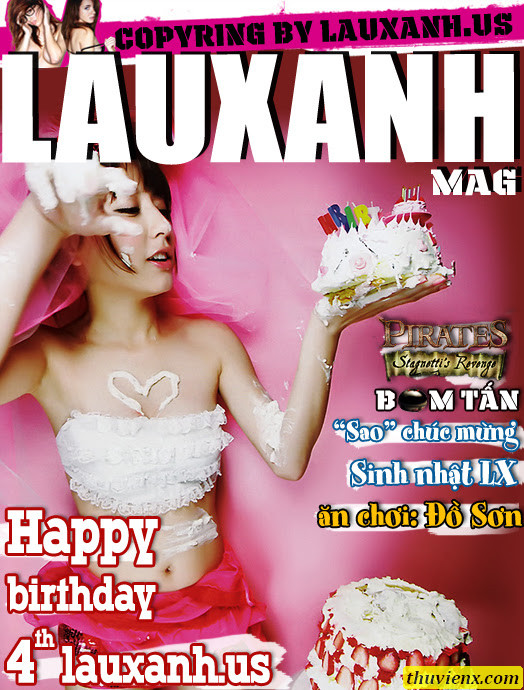 COPYRING BY LAUXANH.US
LAUXANH
MAG
PIRATES
Stagnetti's Revenge
BOM TẤN
“Sao” chúc mừng
Sinh nhật LX
ăn chơi: Đồ Sơn
Happy
birthday
4th lauxanh.us
thuvienx.com